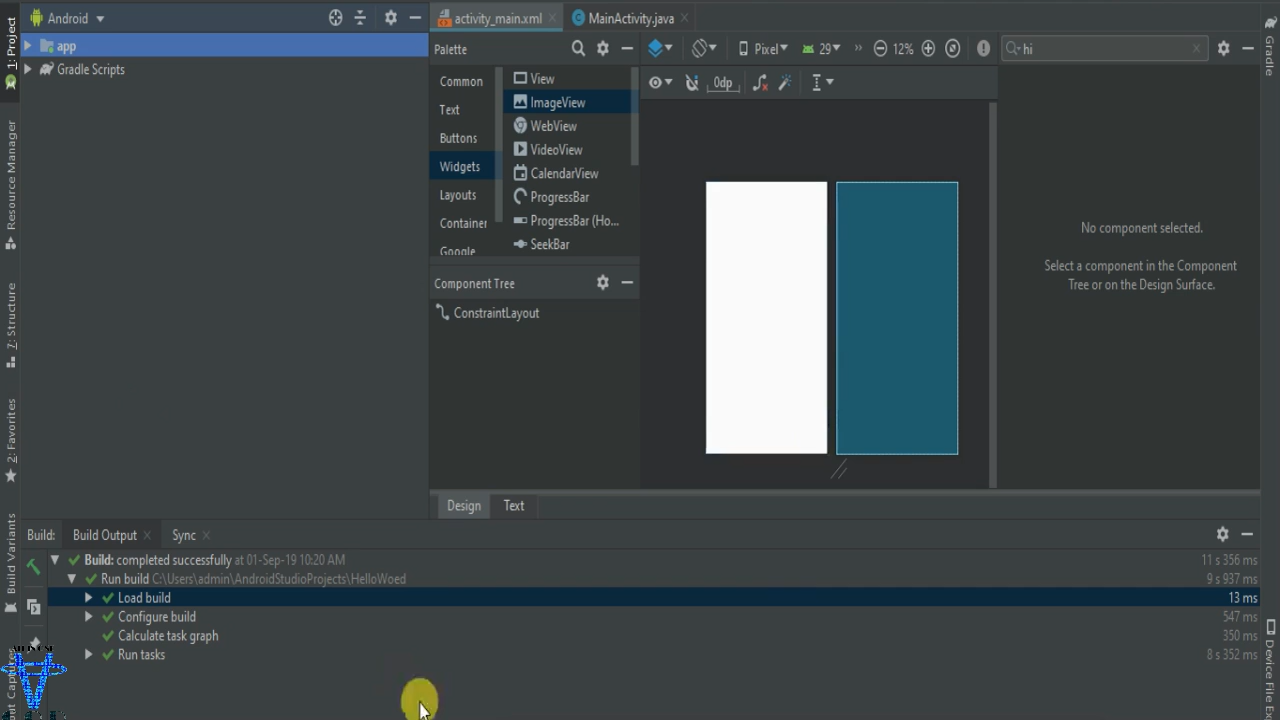 Android
activity_main.xml
MainActivity.java
app
Gradle Scripts
Palette
Pixel
29
12%
hi
0dp
Common
Text
Buttons
Widgets
Layouts
Container
Google
View
ImageView
WebView
VideoView
CalendarView
ProgressBar
ProgressBar (Ho...
SeekBar
Component Tree
ConstraintLayout
No component selected.
Select a component in the Component
Tree or on the Design Surface.
Design
Text
Build:
Build Output
Sync
Build: completed successfully at 01-Sep-19 10:20 AM
11 s 356 ms
Run build C:\Users\admin\AndroidStudioProjects\HelloWoed
9 s 937 ms
Load build
13 ms
Configure build
547 ms
Calculate task graph
350 ms
Run tasks
8 s 352 ms
1: Project
Resource Manager
7: Structure
2: Favorites
Build Variants
Captures
Gradle
Device File Ex